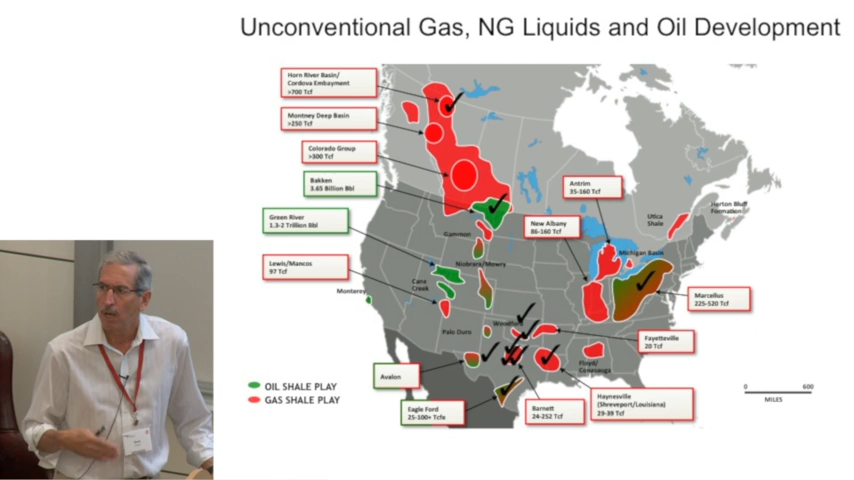 Unconventional Gas, NG Liquids and Oil Development
Horn River Basin/
Cordova Embayment
>700 Tcf
Montney Deep Basin
>250 Tcf
Colorado Group
>300 Tcf
Bakken
3.65 Billion Bbl
Green River
1.3-2 Trillion Bbl
Lewis/Mancos
97 Tcf
Monterey
Gammon
Niobrara/Mowry
Cane
Creek
Palo Duro
Woodford
Antrim
35-160 Tcf
New Albany
86-160 Tcf
Utica
Shale
Horton Bluff
Formation
Michigan Basin
Marcellus
225-520 Tcf
Fayetteville
20 Tcf
Floyd/
Conasauga
Haynesville
(Shreveport/Louisiana)
29-39 Tcf
Barnett
24-252 Tcf
Avalon
Eagle Ford
25-100+ Tcfe
OIL SHALE PLAY
GAS SHALE PLAY
0 600
MILES